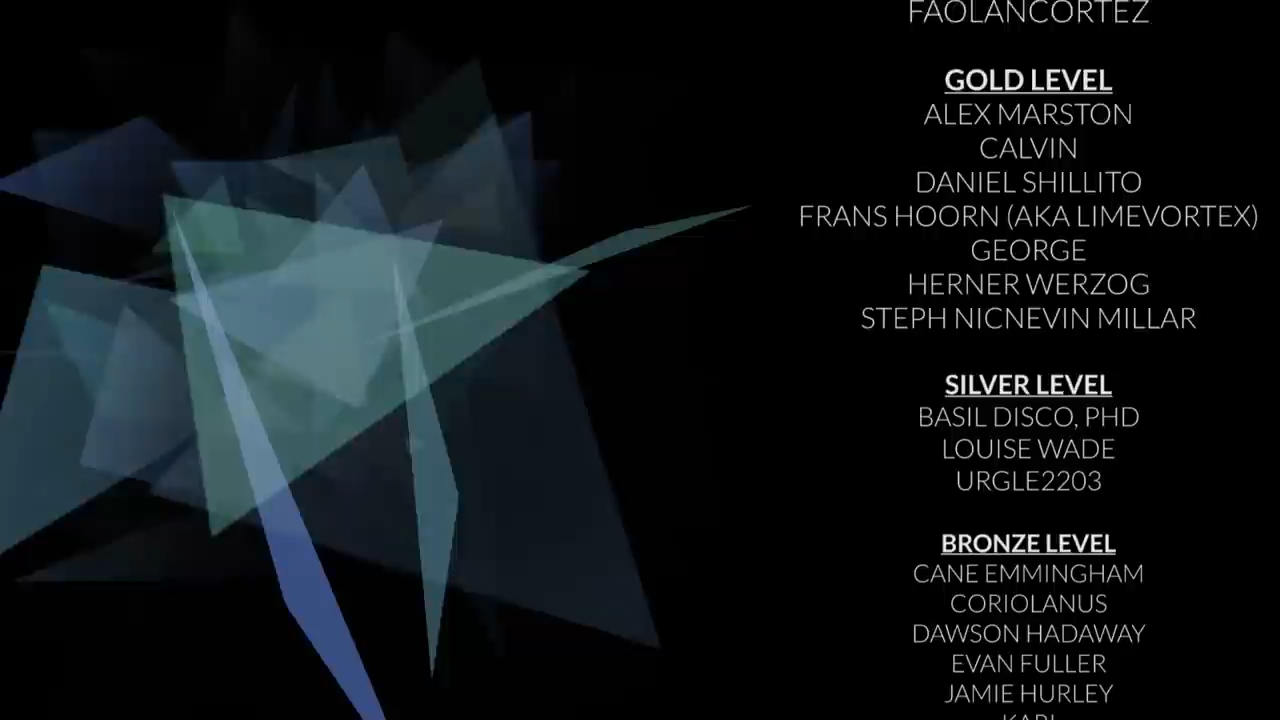 FAOLANCORTEZ
GOLD LEVEL
ALEX MARSTON
CALVIN
DANIEL SHILLITO
FRANS HOORN (AKA LIMEVORTEX)
GEORGE
HERNER WERZOG
STEPH NICNEVIN MILLAR
SILVER LEVEL
BASIL DISCO, PHD
LOUISE WADE
URGLE2203
BRONZE LEVEL
CANE EMMINGHAM
CORIOLANUS
DAWSON HADAWAY
EVAN FULLER
JAMIE HURLEY